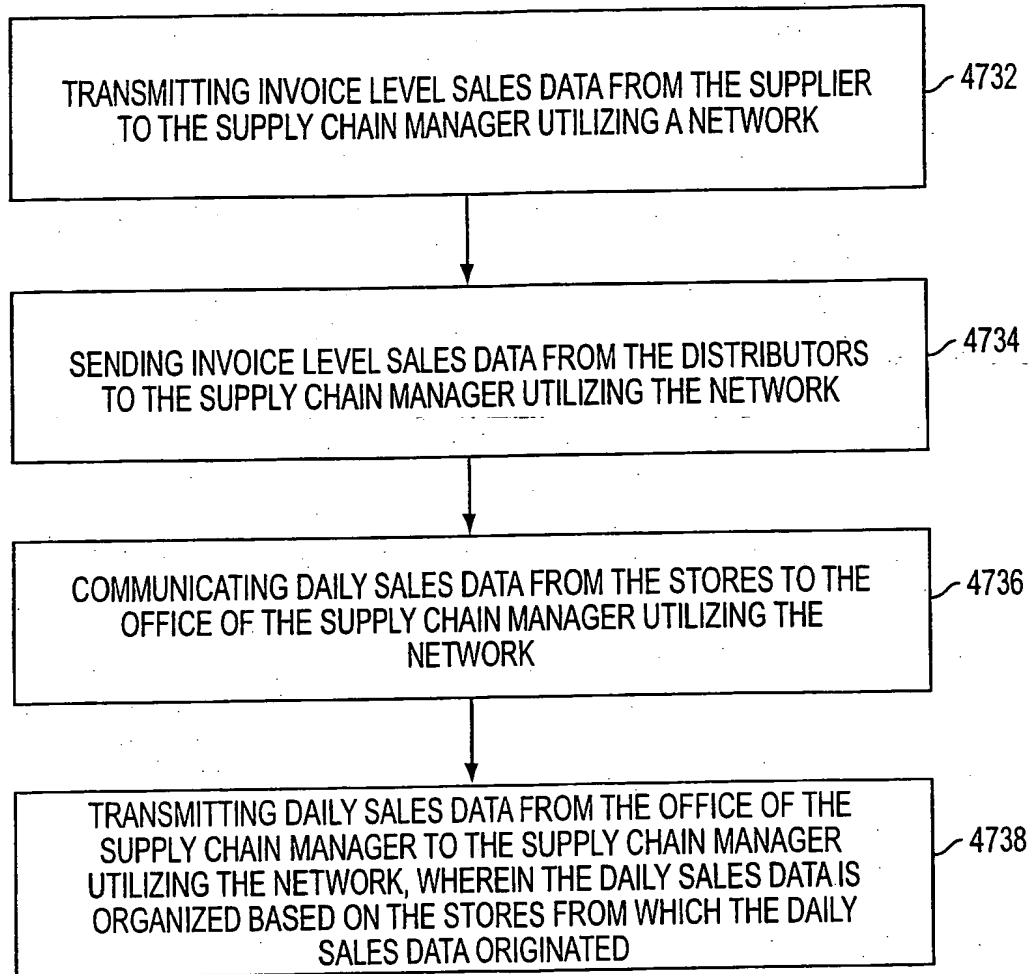 TRANSMITTING INVOICE LEVEL SALES DATA FROM THE SUPPLIER
TO THE SUPPLY CHAIN MANAGER UTILIZING A NETWORK
4732
SENDING INVOICE LEVEL SALES DATA FROM THE DISTRIBUTORS
TO THE SUPPLY CHAIN MANAGER UTILIZING THE NETWORK
4734
COMMUNICATING DAILY SALES DATA FROM THE STORES TO THE
OFFICE OF THE SUPPLY CHAIN MANAGER UTILIZING THE
NETWORK
4736
TRANSMITTING DAILY SALES DATA FROM THE OFFICE OF THE
SUPPLY CHAIN MANAGER TO THE SUPPLY CHAIN MANAGER
UTILIZING THE NETWORK, WHEREIN THE DAILY SALES DATA IS
ORGANIZED BASED ON THE STORES FROM WHICH THE DAILY
SALES DATA ORIGINATED
4738